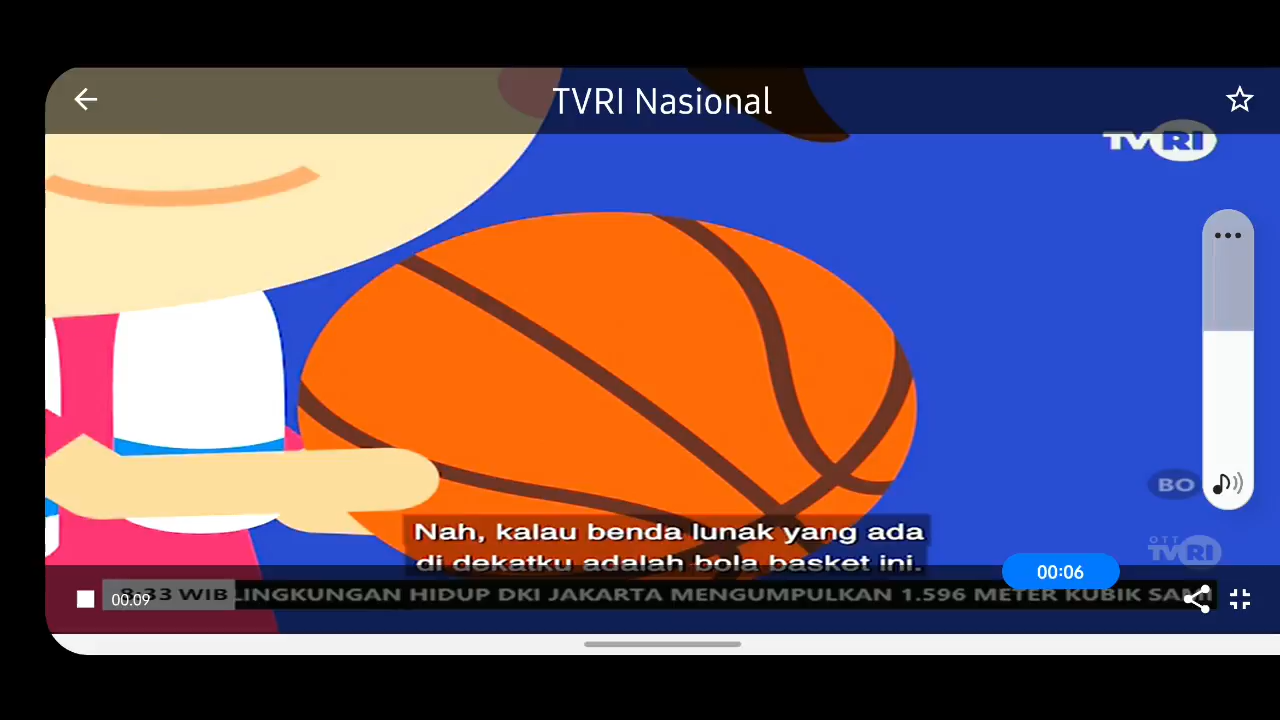 TVRI Nasional
TVRI
BO
Nah, kalau benda lunak yang ada
di dekatku adalah bola basket ini.
OTT
TVRI
00:06
00:09
WIB LINGKUNGAN HIDUP DKI JAKARTA MENGUMPULKAN 1.596 METER KUBIK